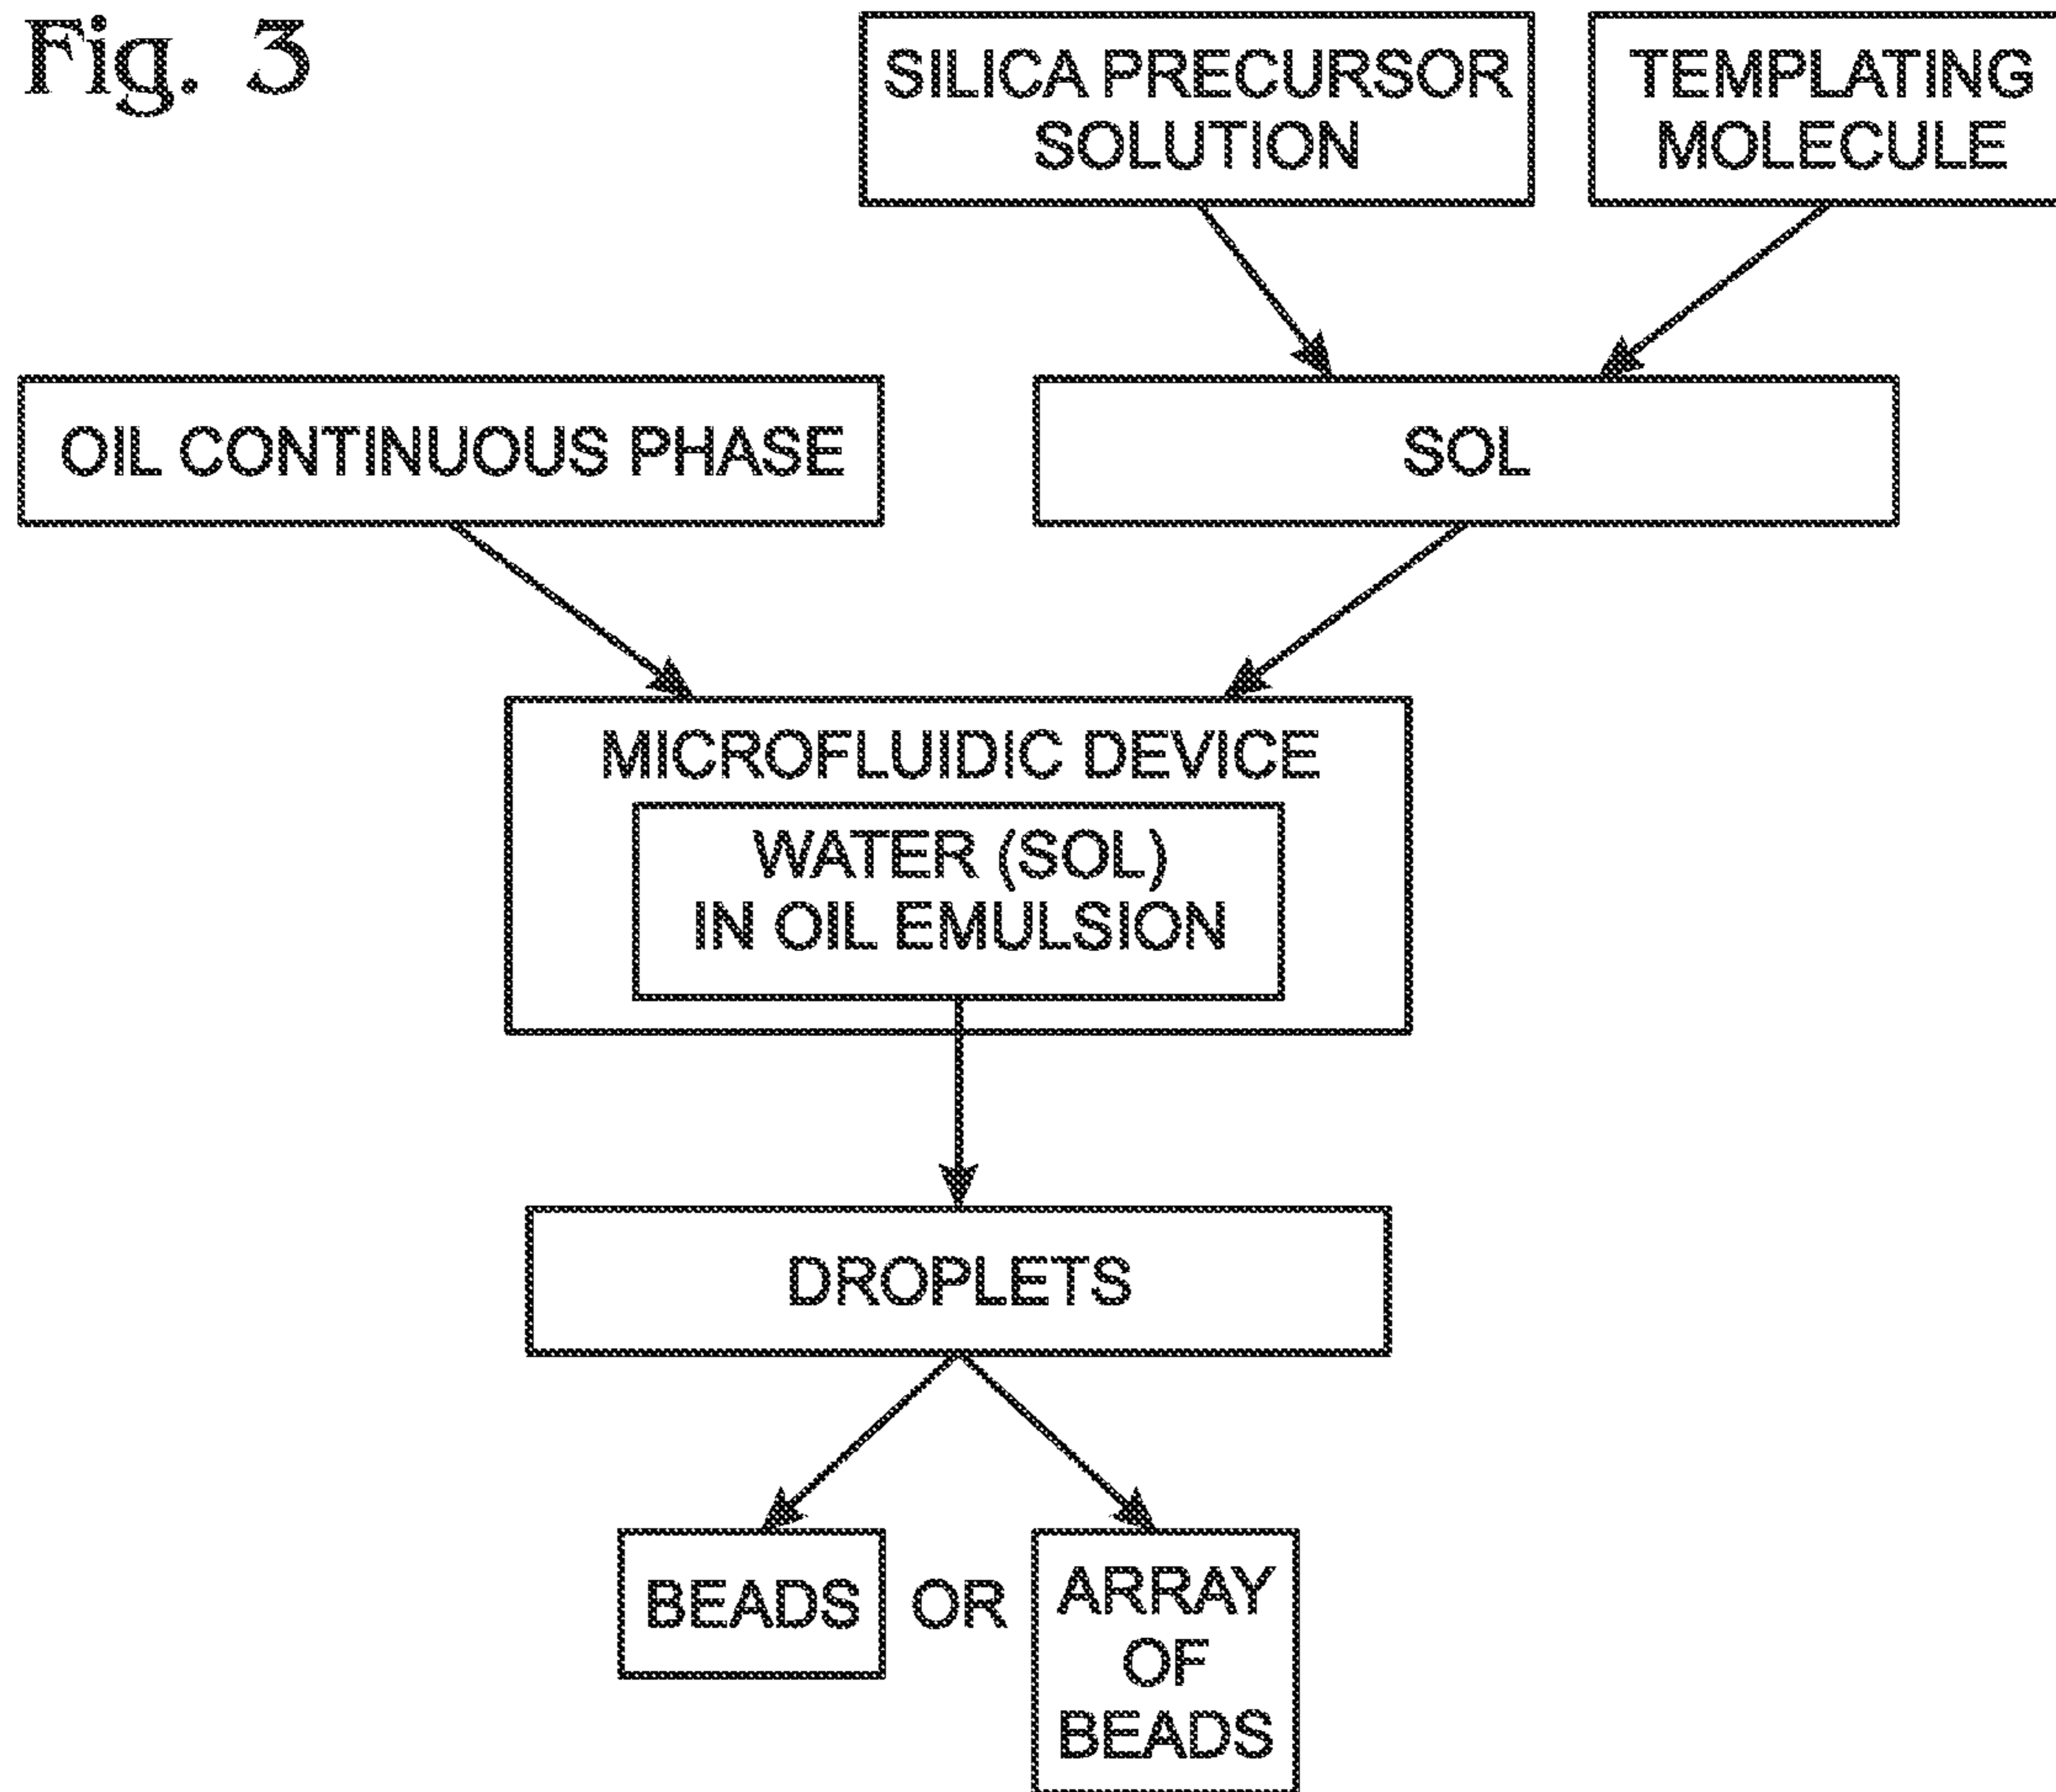 Fig. 3
SILICA PRECURSOR
SOLUTION
TEMPLATING
MOLECULE
OIL CONTINUOUS PHASE
SOL
MICROFLUIDIC DEVICE
WATER (SOL)
IN OIL EMULSION
DROPLETS
BEADS
OR
ARRAY
OF
BEADS